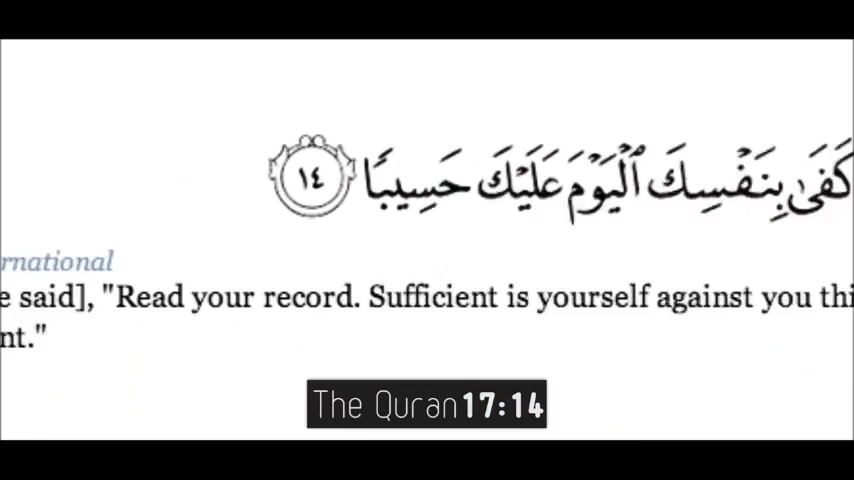 كَفَىٰ بِنَفْسِكَ ٱلْيَوْمَ عَلَيْكَ حَسِيبًا ١٤
rnational
e said], "Read your record. Sufficient is yourself against you thi
nt."
The Quran 17:14